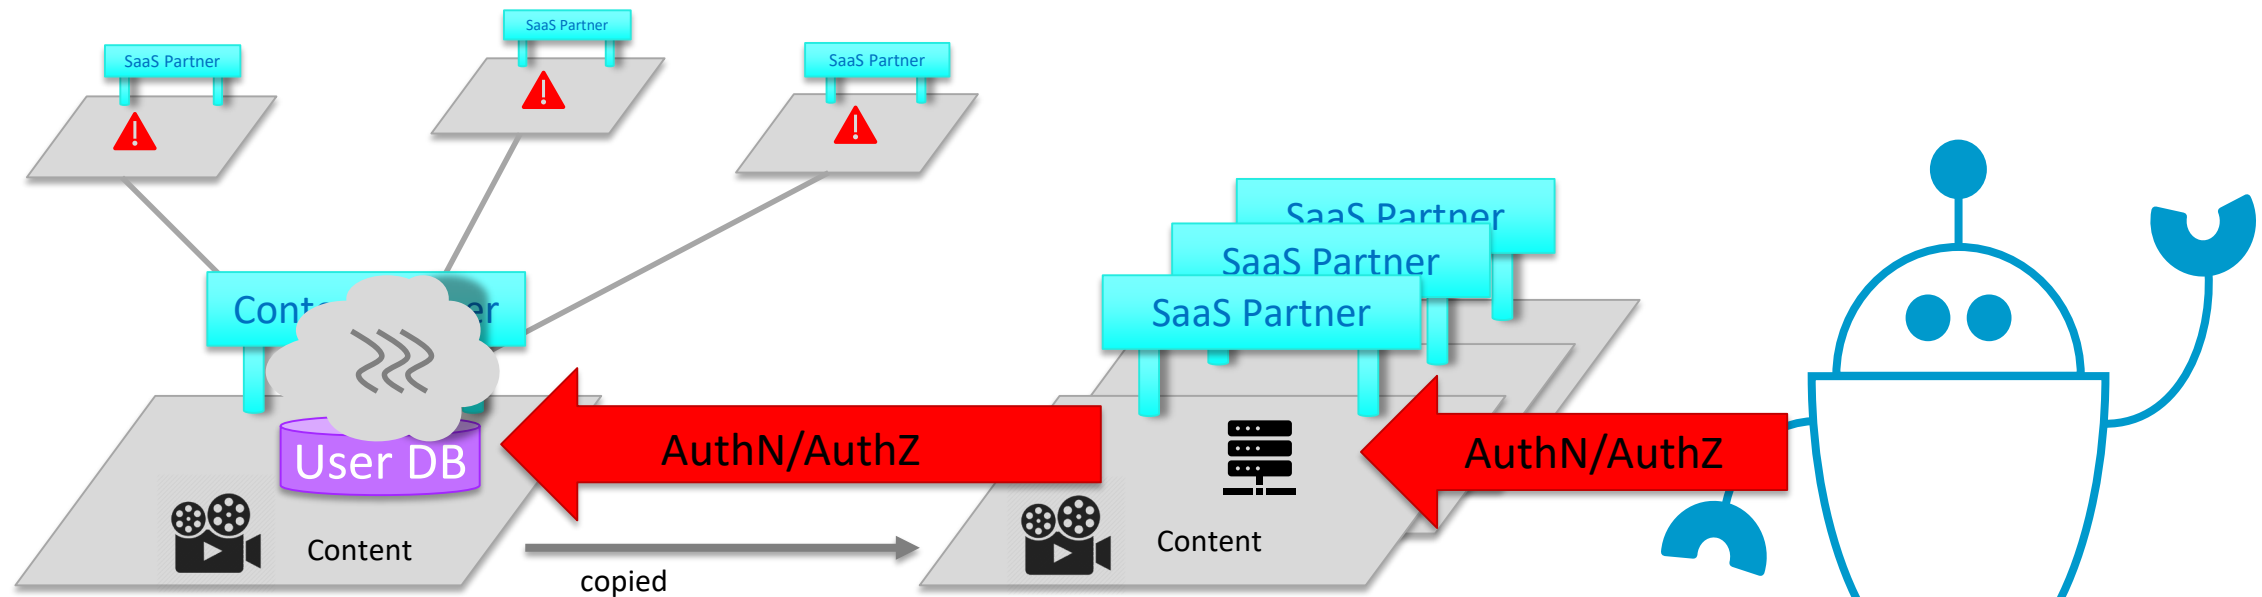 SaaS Partner
SaaS Partner
SaaS Partner
SaaS Partner
SaaS Partner
SaaS Partner
User DB
AuthN/AuthZ
AuthN/AuthZ
Content
Content
copied